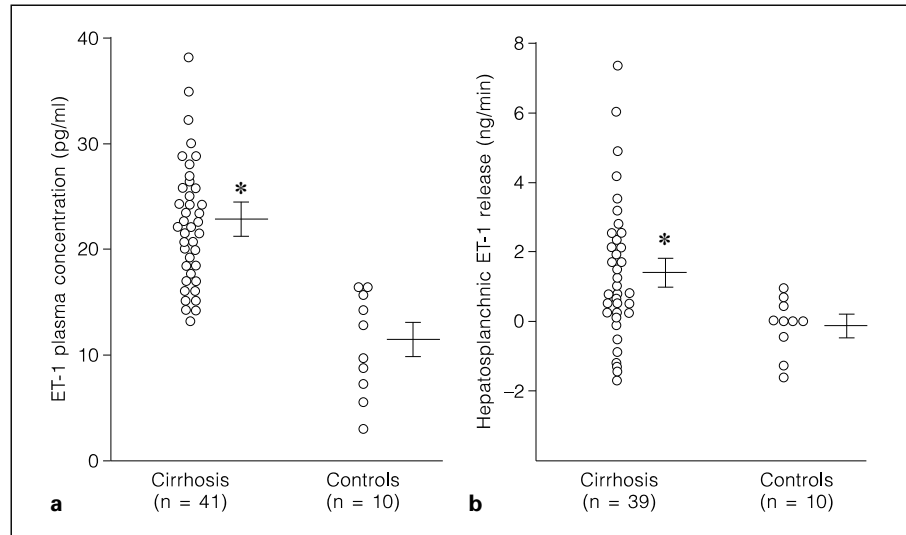 40
30
20
10
0
ET-1 plasma concentration (pg/ml)
*
Cirrhosis
(n = 41)
Controls
(n = 10)
a
8
6
4
2
0
–2
Hepatosplanchnic ET-1 release (ng/min)
*
Cirrhosis
(n = 39)
Controls
(n = 10)
b